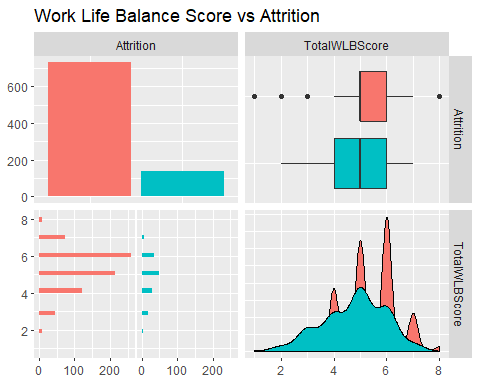 Work Life Balance Score vs Attrition
Attrition
TotalWLBScore
600
400
200
0
Attrition
8
6
4
2
TotalWLBScore
0 100 200 0 100 200
2 4 6 8